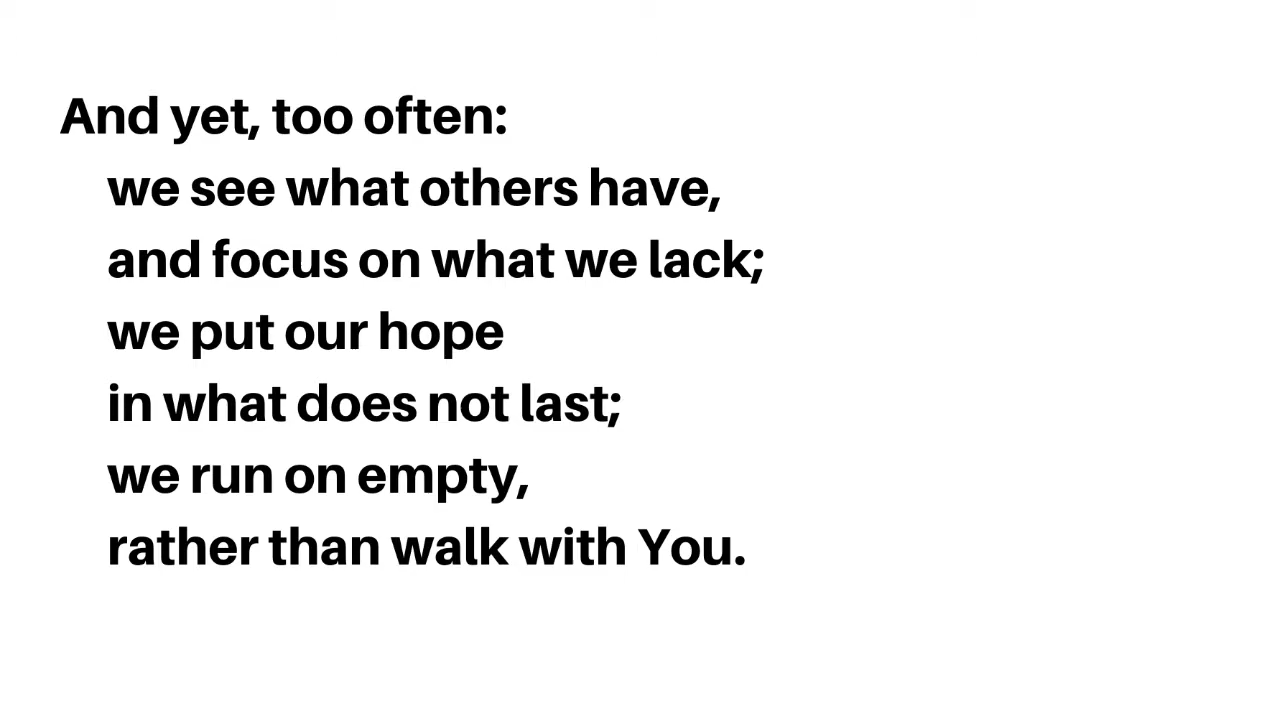 And yet, too often:
we see what others have,
and focus on what we lack;
we put our hope
in what does not last;
we run on empty,
rather than walk with You.